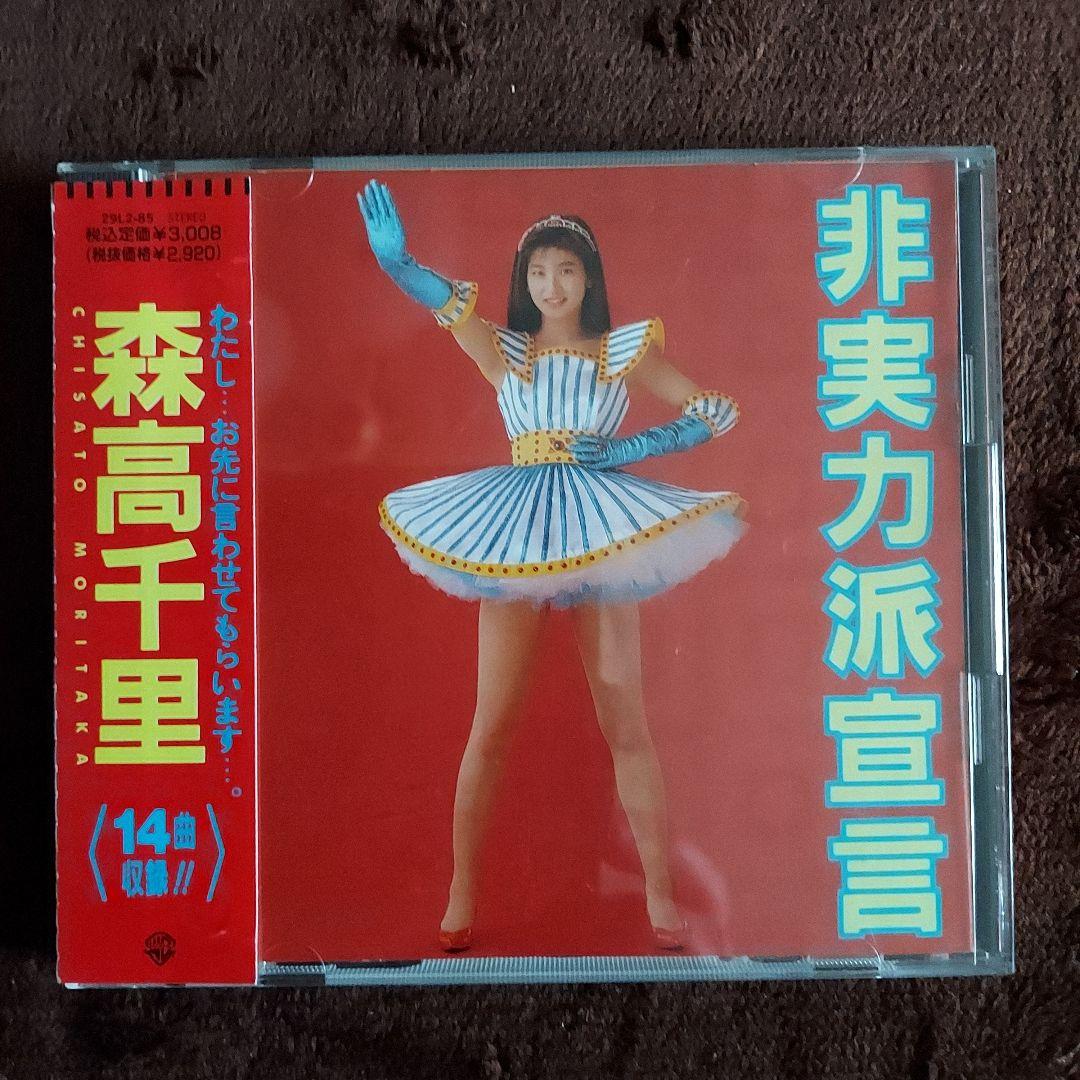 29L2-85 STEREO
税込定価¥3,008
(税抜価格¥2,920)
わたし…お先に言わせてもらいます……。
森高千里
CHISATO MORITAKA
〈14曲
収録!!〉
非実力派宣言